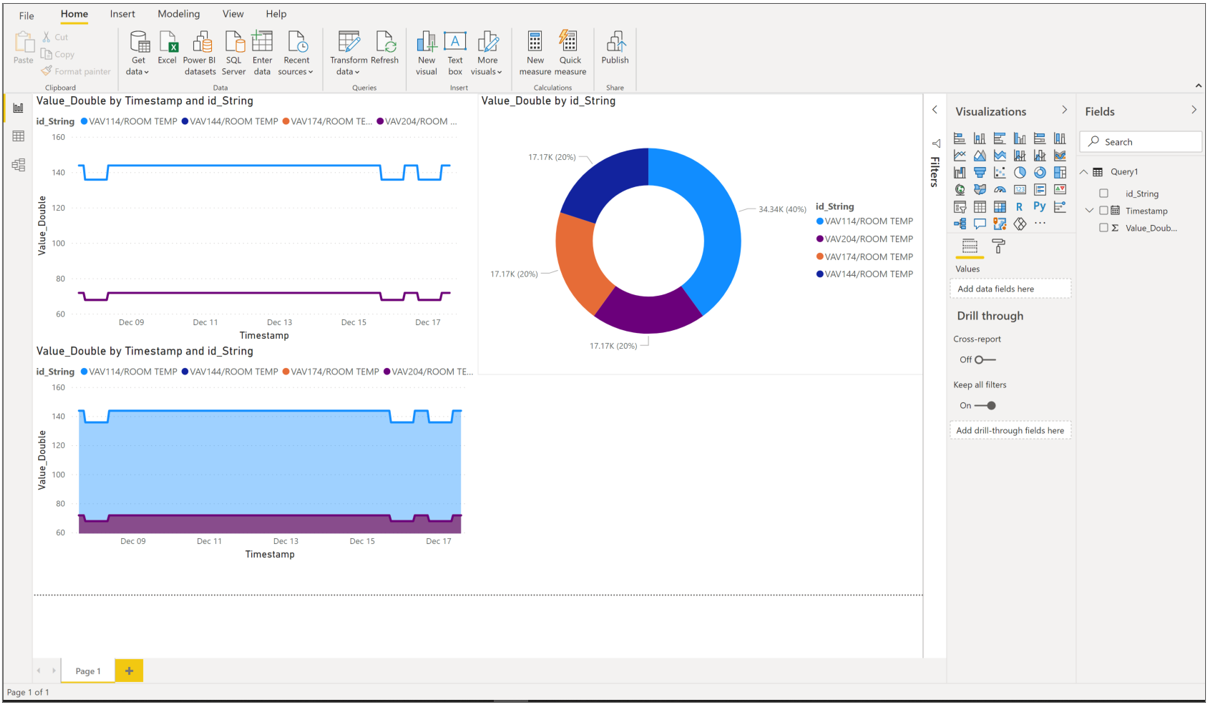 File Home Insert Modeling View Help
Paste
Cut
Copy
Format painter
Clipboard
Get data
Excel
Power BI datasets
SQL Server
Enter data
Recent sources
Data
Transform data
Refresh
Queries
New visual
Text box
More visuals
Insert
New measure
Quick measure
Calculations
Publish
Share
Value_Double by Timestamp and id_String
id_String VAV114/ROOM TEMP VAV144/ROOM TEMP VAV174/ROOM TE... VAV204/ROOM ...
160
140
120
100
80
60
Value_Double
Dec 09 Dec 11 Dec 13 Dec 15 Dec 17
Timestamp
Value_Double by Timestamp and id_String
id_String VAV114/ROOM TEMP VAV144/ROOM TEMP VAV174/ROOM TEMP VAV204/ROOM TE...
160
140
120
100
80
60
Value_Double
Dec 09 Dec 11 Dec 13 Dec 15 Dec 17
Timestamp
Value_Double by id_String
17.17K (20%)
34.34K (40%)
17.17K (20%)
17.17K (20%)
id_String
VAV114/ROOM TEMP
VAV204/ROOM TEMP
VAV174/ROOM TEMP
VAV144/ROOM TEMP
Filters
Visualizations
R Py
Values
Add data fields here
Drill through
Cross-report
Off
Keep all filters
On
Add drill-through fields here
Fields
Search
Query1
id_String
Timestamp
Σ Value_Doub...
Page 1
Page 1 of 1